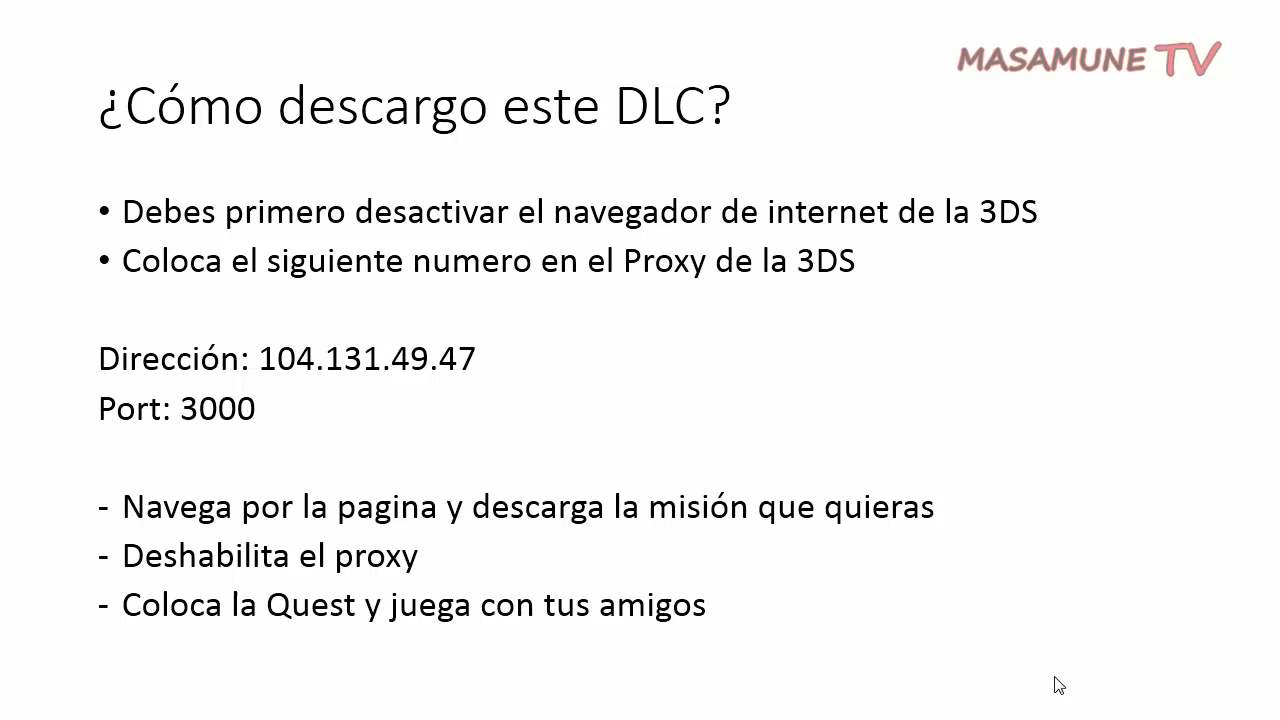 MASAMUNE TV
¿Cómo descargo este DLC?
• Debes primero desactivar el navegador de internet de la 3DS
• Coloca el siguiente numero en el Proxy de la 3DS
Dirección: 104.131.49.47
Port: 3000
- Navega por la pagina y descarga la misión que quieras
- Deshabilita el proxy
- Coloca la Quest y juega con tus amigos